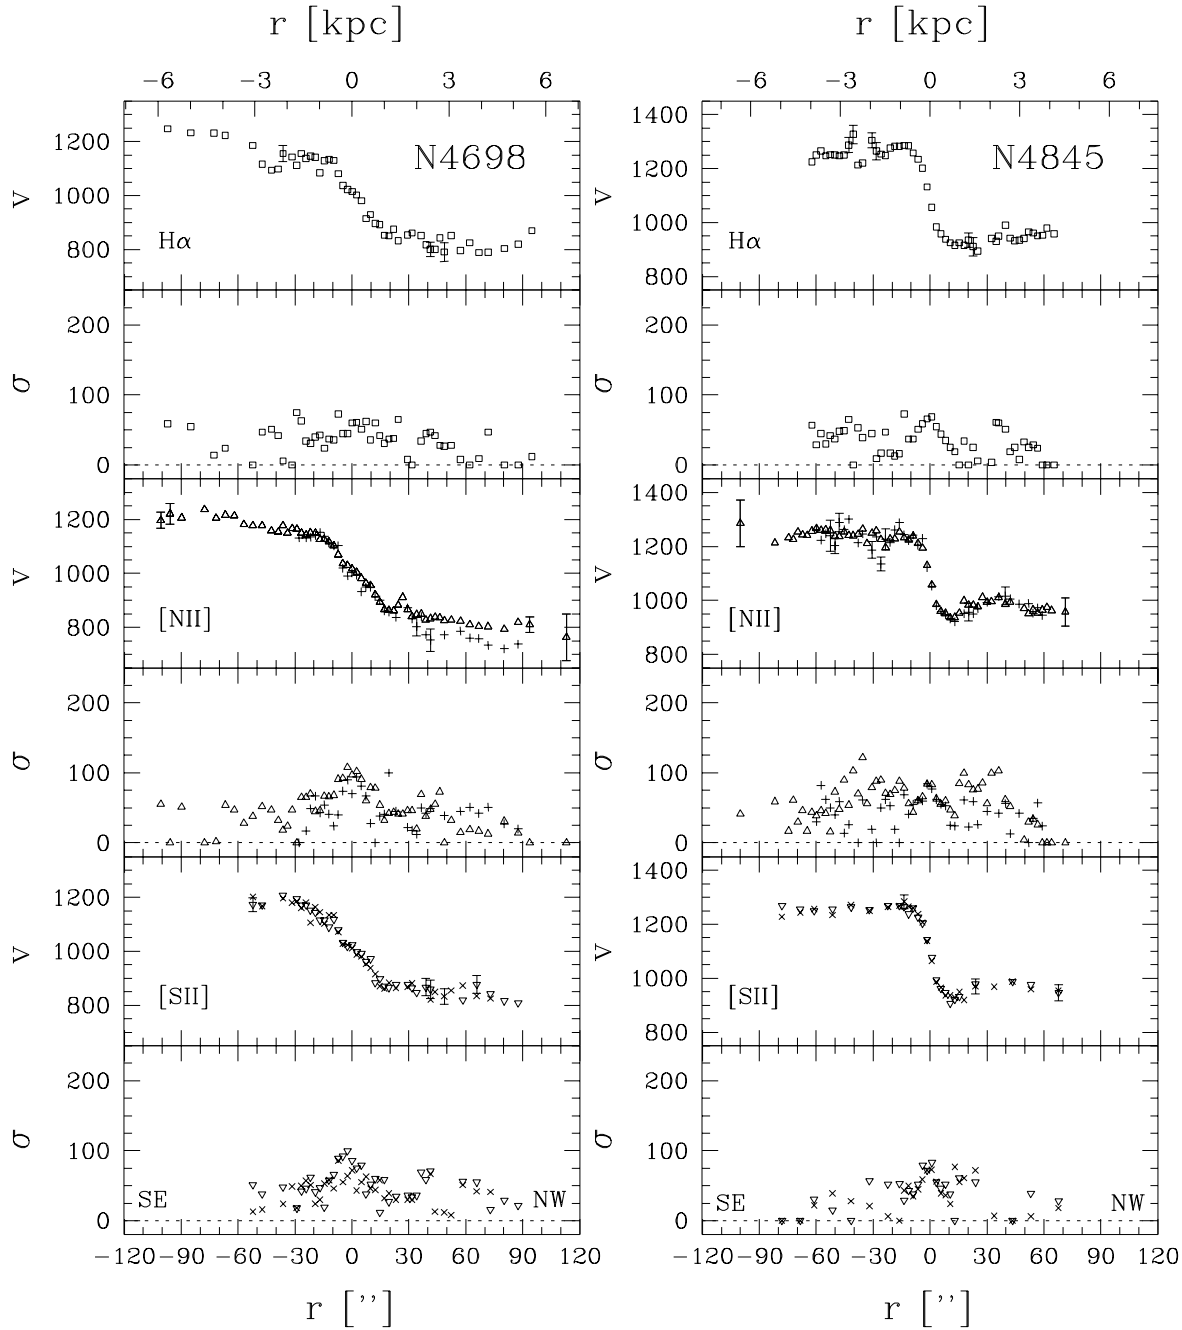 r [kpc] r [kpc]
−6 −3 0 3 6 −6 −3 0 3 6
1200 1000 800 V N4698 Hα
1400 1200 1000 800 V N4845 Hα
200 100 0 σ
200 100 0 σ
1200 1000 800 V [NII]
1400 1200 1000 800 V [NII]
200 100 0 σ
200 100 0 σ
1200 1000 800 V [SII]
1400 1200 1000 800 V [SII]
200 100 0 σ SE NW
200 100 0 σ SE NW
−120 −90 −60 −30 0 30 60 90 120 −120 −90 −60 −30 0 30 60 90 120
r [”] r [”]